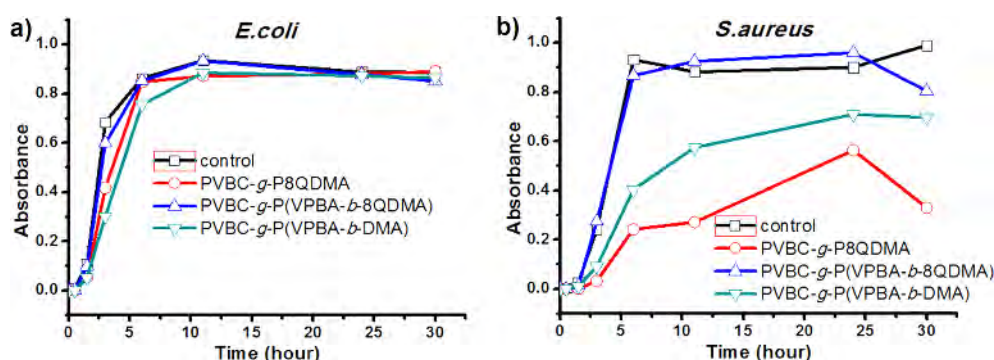 a)
E.coli
Absorbance
1.0
0.8
0.6
0.4
0.2
0.0
control
PVBC-g-P8QDMA
PVBC-g-P(VPBA-b-8QDMA)
PVBC-g-P(VPBA-b-DMA)
0 5 10 15 20 25 30
Time (hour)
b)
S.aureus
Absorbance
1.0
0.8
0.6
0.4
0.2
0.0
control
PVBC-g-P8QDMA
PVBC-g-P(VPBA-b-8QDMA)
PVBC-g-P(VPBA-b-DMA)
0 5 10 15 20 25 30
Time (hour)